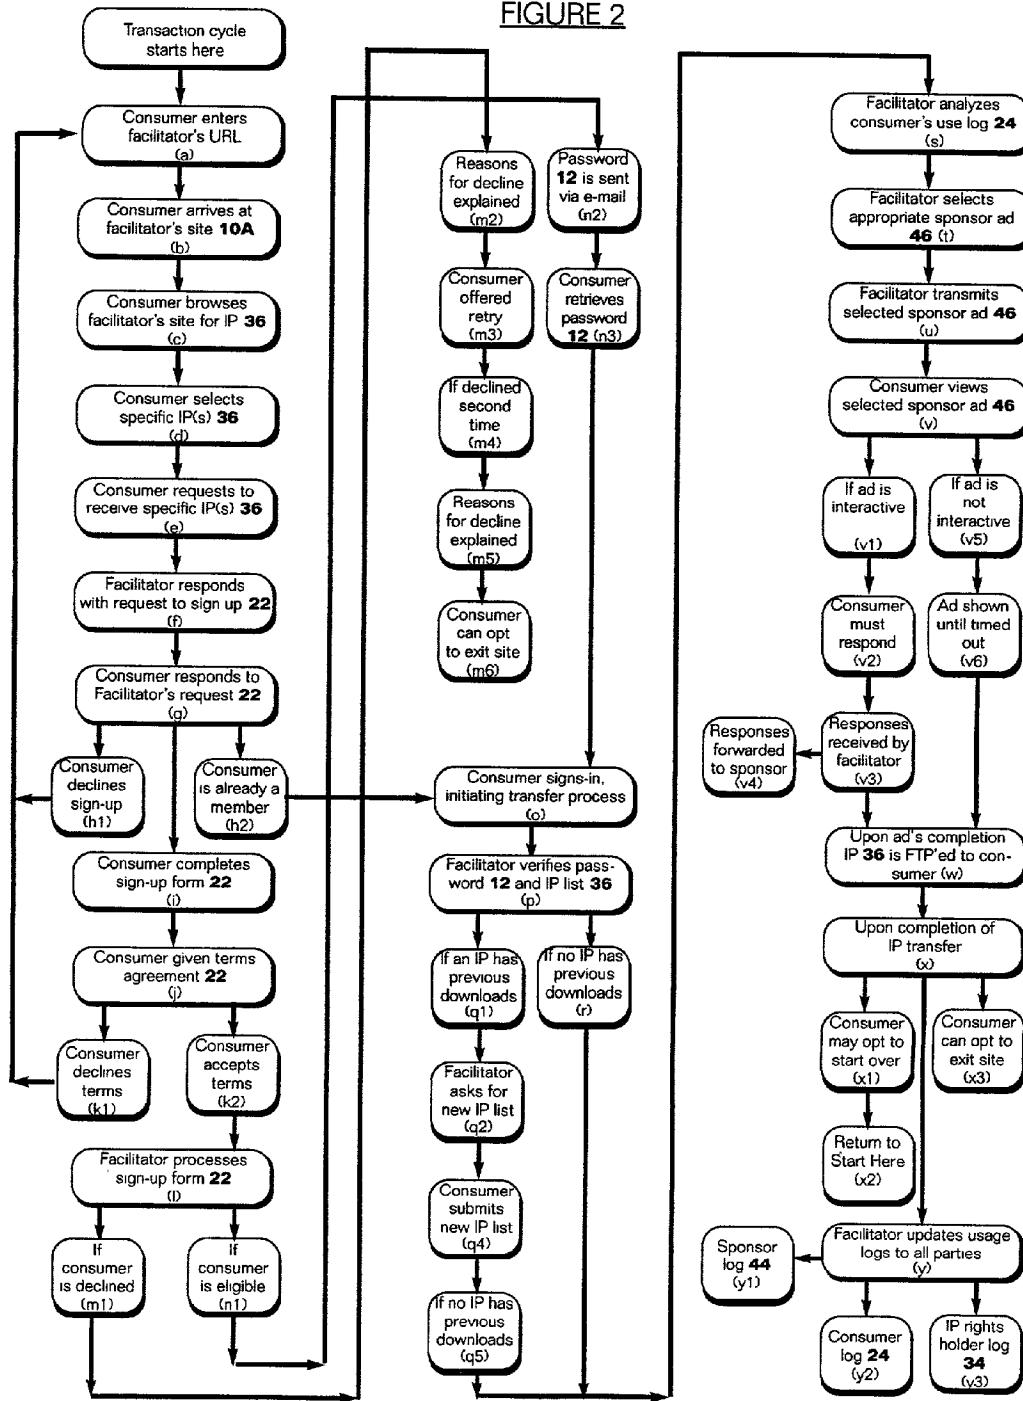 FIGURE 2
Transaction cycle
starts here
Consumer enters
facilitator's URL
(a)
Consumer arrives at
facilitator's site 10A
(b)
Consumer browses
facilitator's site for IP 36
(c)
Consumer selects
specific IP(s) 36
(d)
Consumer requests to
receive specific IP(s) 36
(e)
Facilitator responds
with request to sign up 22
(f)
Consumer responds to
Facilitator's request 22
(g)
Consumer
declines
sign-up
(h1)
Consumer
is already a
member
(h2)
Consumer completes
sign-up form 22
(i)
Consumer given terms
agreement 22
(j)
Consumer
declines
terms
(k1)
Consumer
accepts
terms
(k2)
Facilitator processes
sign-up form 22
(l)
If
consumer
is declined
(m1)
If
consumer
is eligible
(n1)
Reasons
for decline
explained
(m2)
Consumer
offered
retry
(m3)
If declined
second
time
(m4)
Reasons
for decline
explained
(m5)
Consumer
can opt
to exit site
(m6)
Password
12 is sent
via e-mail
(n2)
Consumer
retrieves
password
12 (n3)
Consumer signs-in,
initiating transfer process
(o)
Facilitator verifies pass-
word 12 and IP list 36
(p)
If an IP has
previous
downloads
(q1)
If no IP has
previous
downloads
(r)
Facilitator
asks for
new IP list
(q2)
Consumer
submits
new IP list
(q4)
If no IP has
previous
downloads
(q5)
Facilitator analyzes
consumer's use log 24
(s)
Facilitator selects
appropriate sponsor ad
46 (t)
Facilitator transmits
selected sponsor ad 46
(u)
Consumer views
selected sponsor ad 46
(v)
If ad is
interactive
(v1)
If ad is
not
interactive
(v5)
Consumer
must
respond
(v2)
Ad shown
until timed
out
(v6)
Responses
forwarded
to sponsor
(v4)
Responses
received by
facilitator
(v3)
Upon ad's completion
IP 36 is FTP'ed to con-
sumer (w)
Upon completion of
IP transfer
(x)
Consumer
may opt to
start over
(x1)
Consumer
can opt to
exit site
(x3)
Return to
Start Here
(x2)
Facilitator updates usage
logs to all parties
(y)
Sponsor
log 44
(y1)
Consumer
log 24
(y2)
IP rights
holder log
34
(y3)